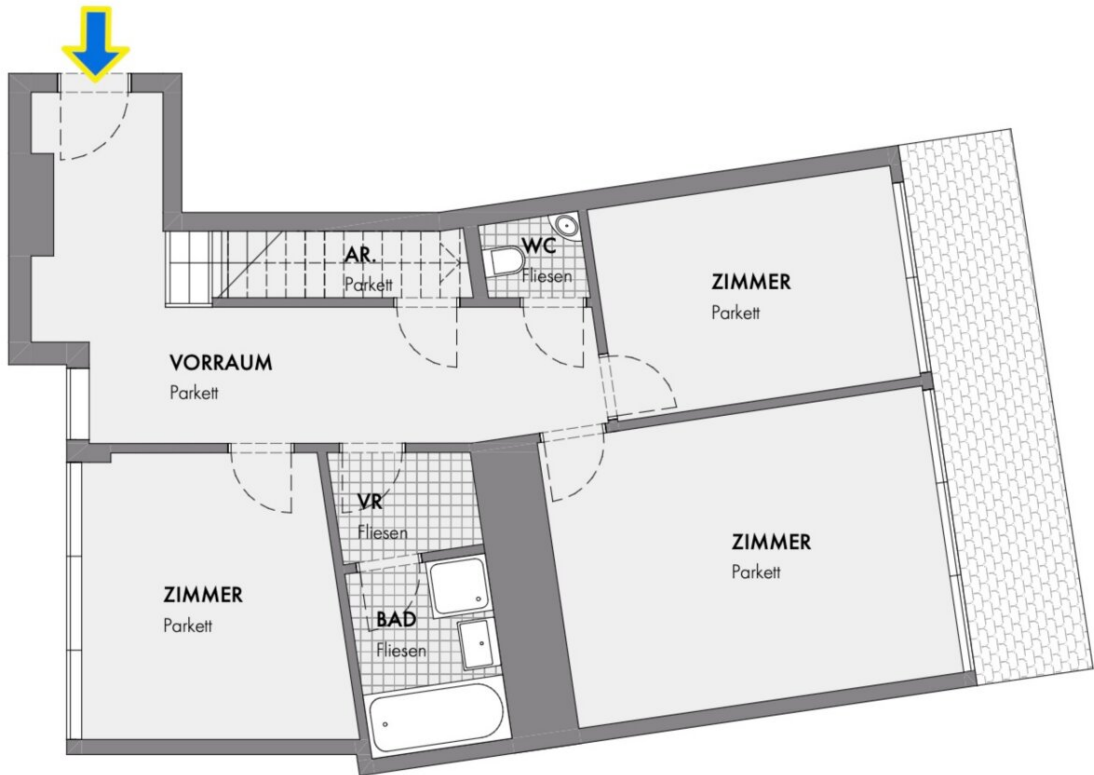 AR.
Parkett
WC
Fliesen
ZIMMER
Parkett
VORRAUM
Parkett
VR
Fliesen
ZIMMER
Parkett
ZIMMER
Parkett
BAD
Fliesen